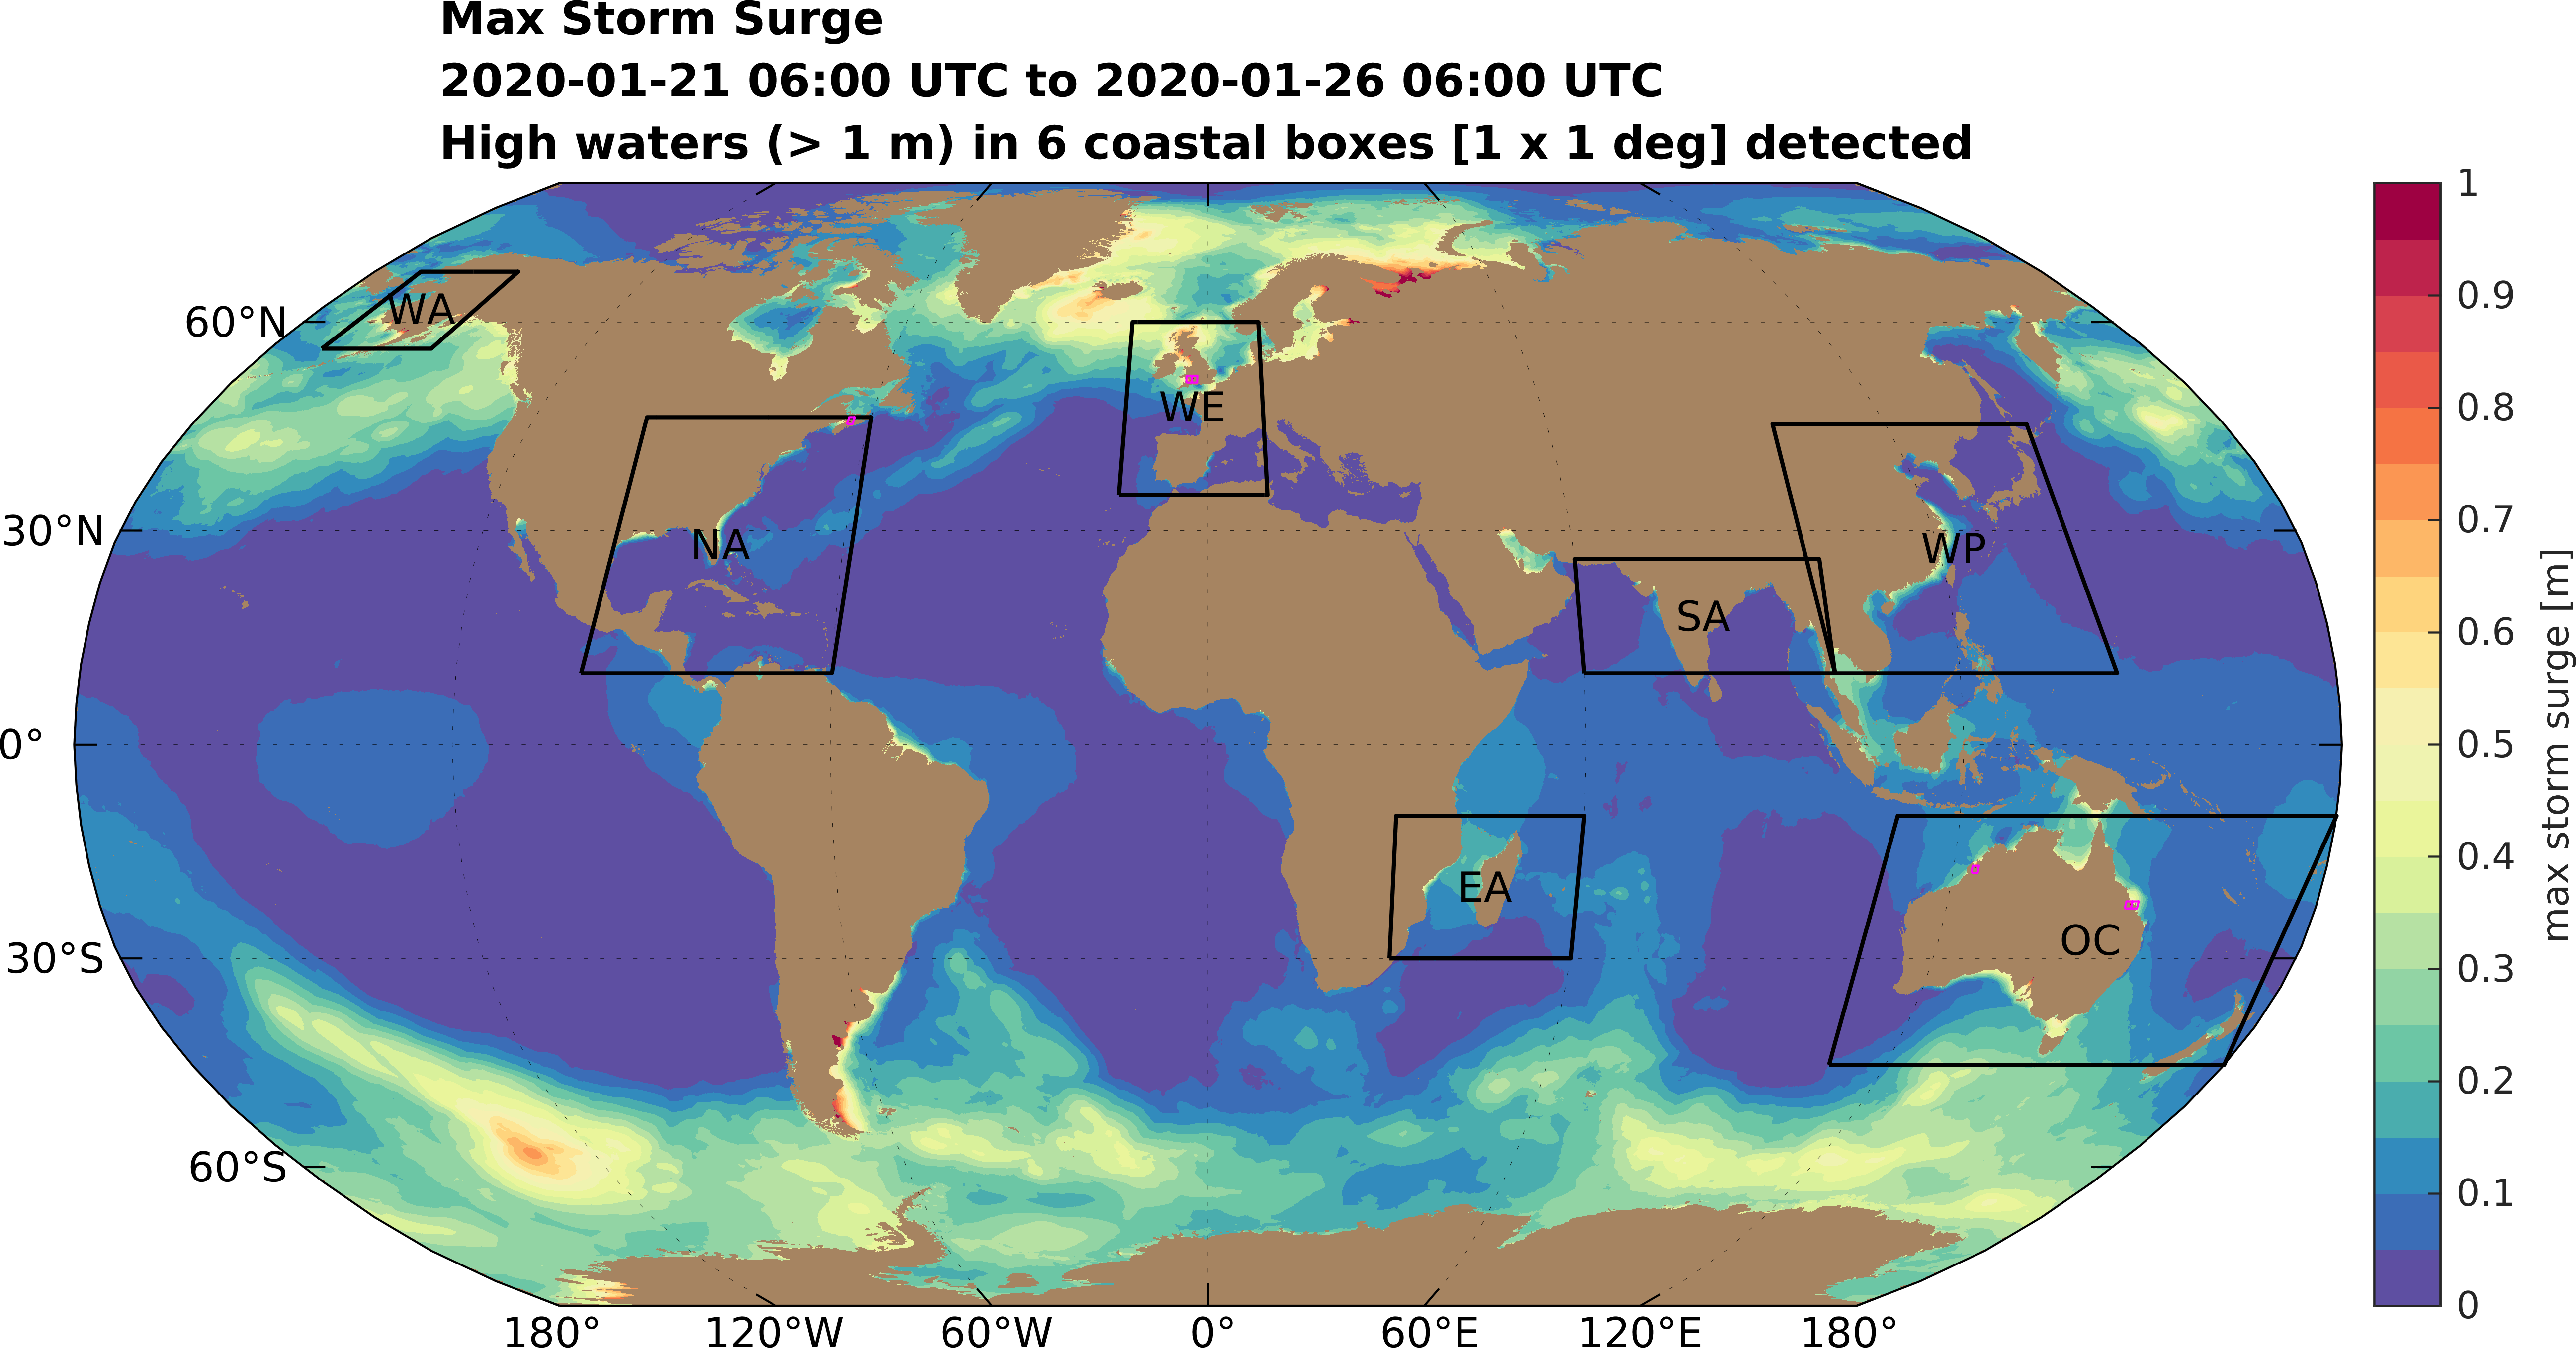 Max Storm Surge
2020-01-21 06:00 UTC to 2020-01-26 06:00 UTC
High waters (> 1 m) in 6 coastal boxes [1 x 1 deg] detected
60°N
30°N
0°
30°S
60°S
WA
NA
WE
SA
WP
EA
OC
180°
120°W
60°W
0°
60°E
120°E
180°
1
0.9
0.8
0.7
0.6
0.5
0.4
0.3
0.2
0.1
0
max storm surge [m]